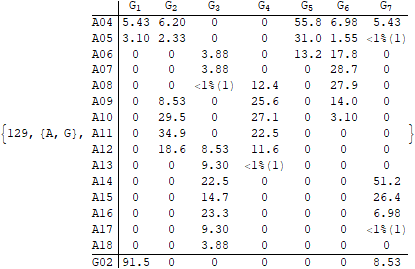 G1 G2 G3 G4 G5 G6 G7
A04 5.43 6.20 0 0 55.8 6.98 5.43
A05 3.10 2.33 0 0 31.0 1.55 <1%(1)
A06 0 0 3.88 0 13.2 17.8 0
A07 0 0 3.88 0 0 28.7 0
A08 0 0 <1%(1) 12.4 0 27.9 0
A09 0 8.53 0 25.6 0 14.0 0
A10 0 29.5 0 27.1 0 3.10 0
{129, {A, G}, A11 0 34.9 0 22.5 0 0 0 }
A12 0 18.6 8.53 11.6 0 0 0
A13 0 0 9.30 <1%(1) 0 0 0
A14 0 0 22.5 0 0 0 51.2
A15 0 0 14.7 0 0 0 26.4
A16 0 0 23.3 0 0 0 6.98
A17 0 0 9.30 0 0 0 <1%(1)
A18 0 0 3.88 0 0 0 0
G02 91.5 0 0 0 0 0 8.53